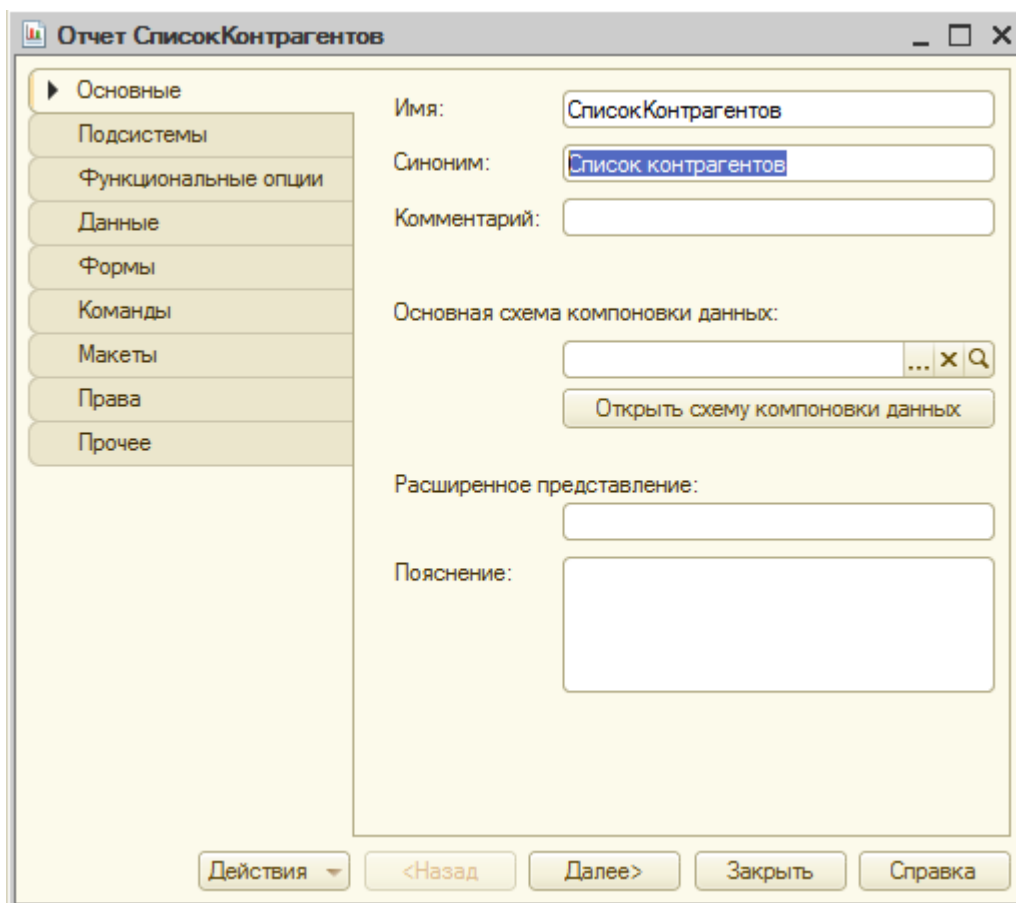 Отчет СписокКонтрагентов
Основные
Подсистемы
Функциональные опции
Данные
Формы
Команды
Макеты
Права
Прочее
Имя: СписокКонтрагентов
Синоним: Список контрагентов
Комментарий:
Основная схема компоновки данных:
...
Открыть схему компоновки данных
Расширенное представление:
Пояснение:
Действия <Назад Далее> Закрыть Справка